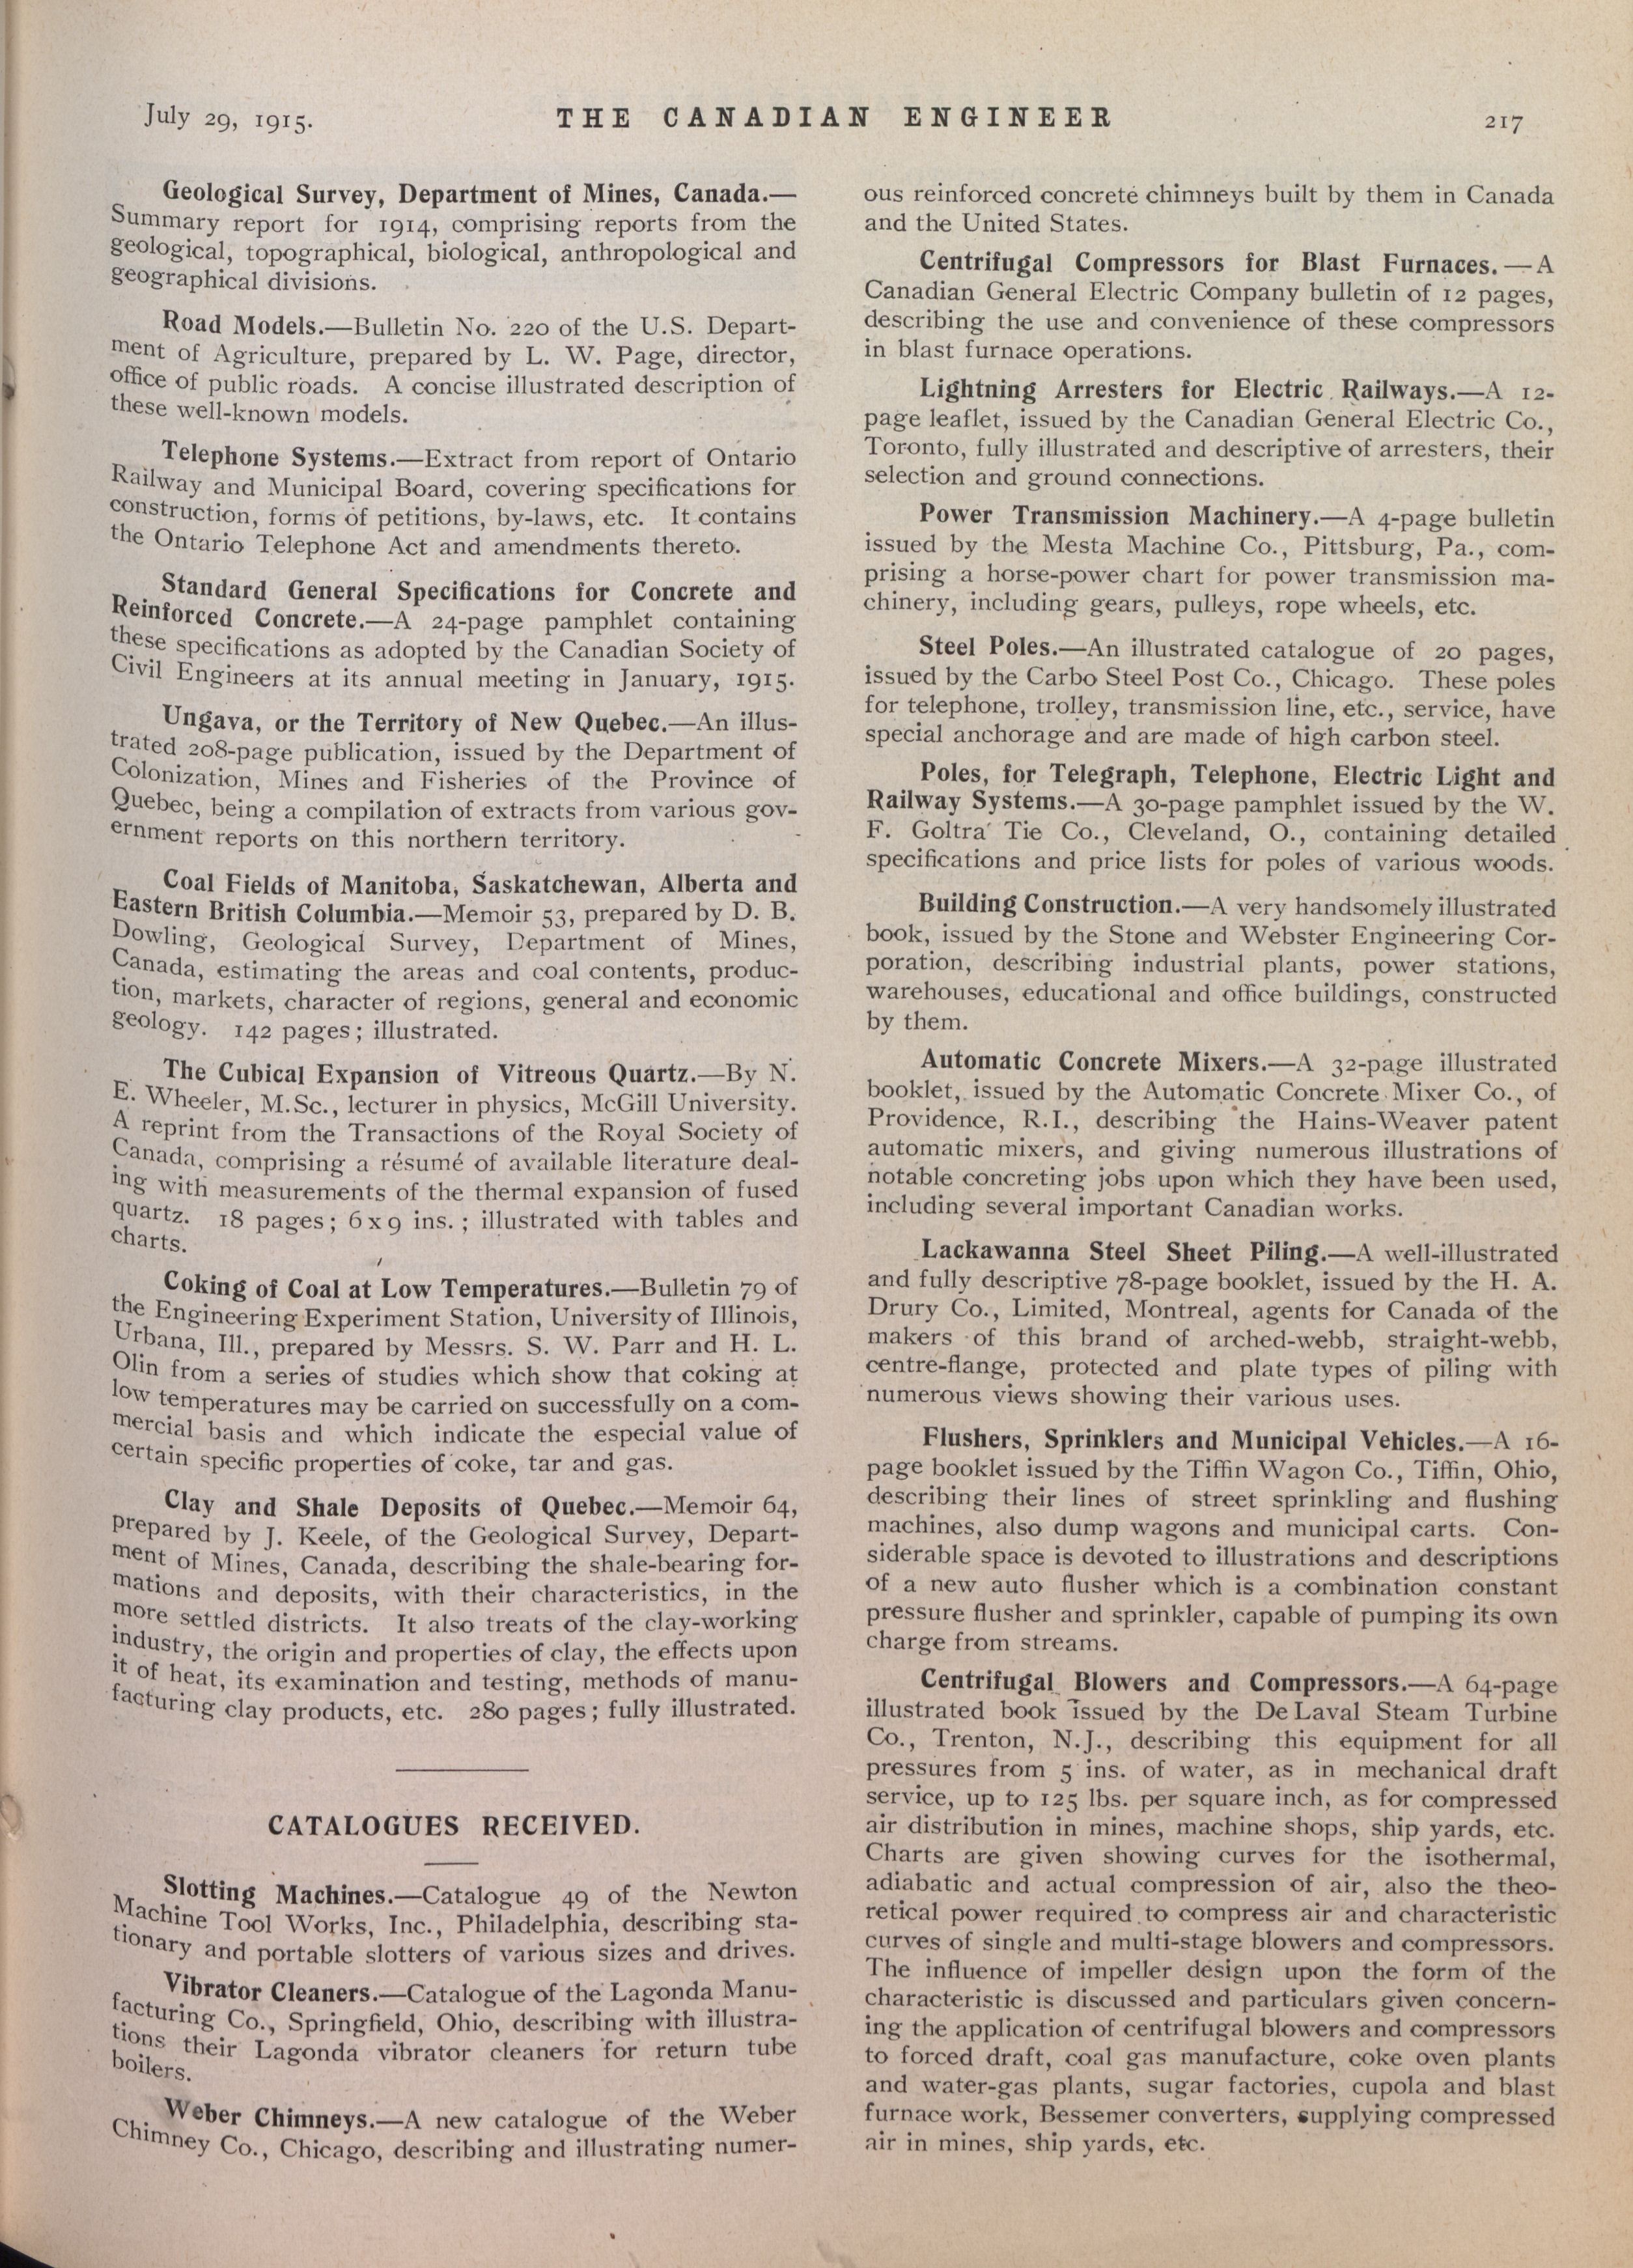 July 29, 1915.
THE CANADIAN ENGINEER
217
Geological Survey, Department of Mines, Canada.—
Summary report for 1914, comprising reports from the
geological, topographical, biological, anthropological and
geographical divisions.
Road Models.—Bulletin No. 220 of the U.S. Depart-
ment of Agriculture, prepared by L. W. Page, director,
office of public roads. A concise illustrated description of
these well-known models.
Telephone Systems.—Extract from report of Ontario
Railway and Municipal Board, covering specifications for
construction, forms of petitions, by-laws, etc. It contains
the Ontario Telephone Act and amendments thereto.
Standard General Specifications for Concrete and
Reinforced Concrete.—A 24-page pamphlet containing
these specifications as adopted by the Canadian Society of
Civil Engineers at its annual meeting in January, 1915.
Ungava, or the Territory of New Quebec.—An illus-
trated 208-page publication, issued by the Department of
Colonization, Mines and Fisheries of the Province of
Quebec, being a compilation of extracts from various gov-
ernment reports on this northern territory.
Coal Fields of Manitoba, Saskatchewan, Alberta and
Eastern British Columbia.—Memoir 53, prepared by D. B.
Dowling, Geological Survey, Department of Mines,
Canada, estimating the areas and coal contents, produc-
tion, markets, character of regions, general and economic
geology. 142 pages; illustrated.
The Cubical Expansion of Vitreous Quartz.—By N.
E. Wheeler, M.Sc., lecturer in physics, McGill University.
A reprint from the Transactions of the Royal Society of
Canada, comprising a résumé of available literature deal-
ing with measurements of the thermal expansion of fused
quartz. 18 pages; 6 x 9 ins.; illustrated with tables and
charts.
Coking of Coal at Low Temperatures.—Bulletin 79 of
the Engineering Experiment Station, University of Illinois,
Urbana, Ill., prepared by Messrs. S. W. Parr and H. L.
Olin from a series of studies which show that coking at
low temperatures may be carried on successfully on a com-
mercial basis and which indicate the especial value of
certain specific properties of coke, tar and gas.
Clay and Shale Deposits of Quebec.—Memoir 64,
prepared by J. Keele, of the Geological Survey, Depart-
ment of Mines, Canada, describing the shale-bearing for-
mations and deposits, with their characteristics, in the
more settled districts. It also treats of the clay-working
industry, the origin and properties of clay, the effects upon
it of heat, its examination and testing, methods of manu-
facturing clay products, etc. 280 pages; fully illustrated.
CATALOGUES RECEIVED.
Slotting Machines.—Catalogue 49 of the Newton
Machine Tool Works, Inc., Philadelphia, describing sta-
tionary and portable slotters of various sizes and drives.
Vibrator Cleaners.—Catalogue of the Lagonda Manu-
facturing Co., Springfield, Ohio, describing with illustra-
tions their Lagonda vibrator cleaners for return tube
boilers.
Weber Chimneys.—A new catalogue of the Weber
Chimney Co., Chicago, describing and illustrating numer-
ous reinforced concrete chimneys built by them in Canada
and the United States.
Centrifugal Compressors for Blast Furnaces.—A
Canadian General Electric Company bulletin of 12 pages,
describing the use and convenience of these compressors
in blast furnace operations.
Lightning Arresters for Electric Railways.—A 12-
page leaflet, issued by the Canadian General Electric Co.,
Toronto, fully illustrated and descriptive of arresters, their
selection and ground connections.
Power Transmission Machinery.—A 4-page bulletin
issued by the Mesta Machine Co., Pittsburg, Pa., com-
prising a horse-power chart for power transmission ma-
chinery, including gears, pulleys, rope wheels, etc.
Steel Poles.—An illustrated catalogue of 20 pages,
issued by the Carbo Steel Post Co., Chicago. These poles
for telephone, trolley, transmission line, etc., service, have
special anchorage and are made of high carbon steel.
Poles, for Telegraph, Telephone, Electric Light and
Railway Systems.—A 30-page pamphlet issued by the W.
F. Goltra Tie Co., Cleveland, O., containing detailed
specifications and price lists for poles of various woods.
Building Construction.—A very handsomely illustrated
book, issued by the Stone and Webster Engineering Cor-
poration, describing industrial plants, power stations,
warehouses, educational and office buildings, constructed
by them.
Automatic Concrete Mixers.—A 32-page illustrated
booklet, issued by the Automatic Concrete Mixer Co., of
Providence, R.I., describing the Hains-Weaver patent
automatic mixers, and giving numerous illustrations of
notable concreting jobs upon which they have been used,
including several important Canadian works.
Lackawanna Steel Sheet Piling.—A well-illustrated
and fully descriptive 78-page booklet, issued by the H. A.
Drury Co., Limited, Montreal, agents for Canada of the
makers of this brand of arched-webb, straight-webb,
centre-flange, protected and plate types of piling with
numerous views showing their various uses.
Flushers, Sprinklers and Municipal Vehicles.—A 16-
page booklet issued by the Tiffin Wagon Co., Tiffin, Ohio,
describing their lines of street sprinkling and flushing
machines, also dump wagons and municipal carts. Con-
siderable space is devoted to illustrations and descriptions
of a new auto flusher which is a combination constant
pressure flusher and sprinkler, capable of pumping its own
charge from streams.
Centrifugal Blowers and Compressors.—A 64-page
illustrated book issued by the De Laval Steam Turbine
Co., Trenton, N.J., describing this equipment for all
pressures from 5 ins. of water, as in mechanical draft
service, up to 125 lbs. per square inch, as for compressed
air distribution in mines, machine shops, ship yards, etc.
Charts are given showing curves for the isothermal,
adiabatic and actual compression of air, also the theo-
retical power required to compress air and characteristic
curves of single and multi-stage blowers and compressors.
The influence of impeller design upon the form of the
characteristic is discussed and particulars given concern-
ing the application of centrifugal blowers and compressors
to forced draft, coal gas manufacture, coke oven plants
and water-gas plants, sugar factories, cupola and blast
furnace work, Bessemer converters, supplying compressed
air in mines, ship yards, etc.